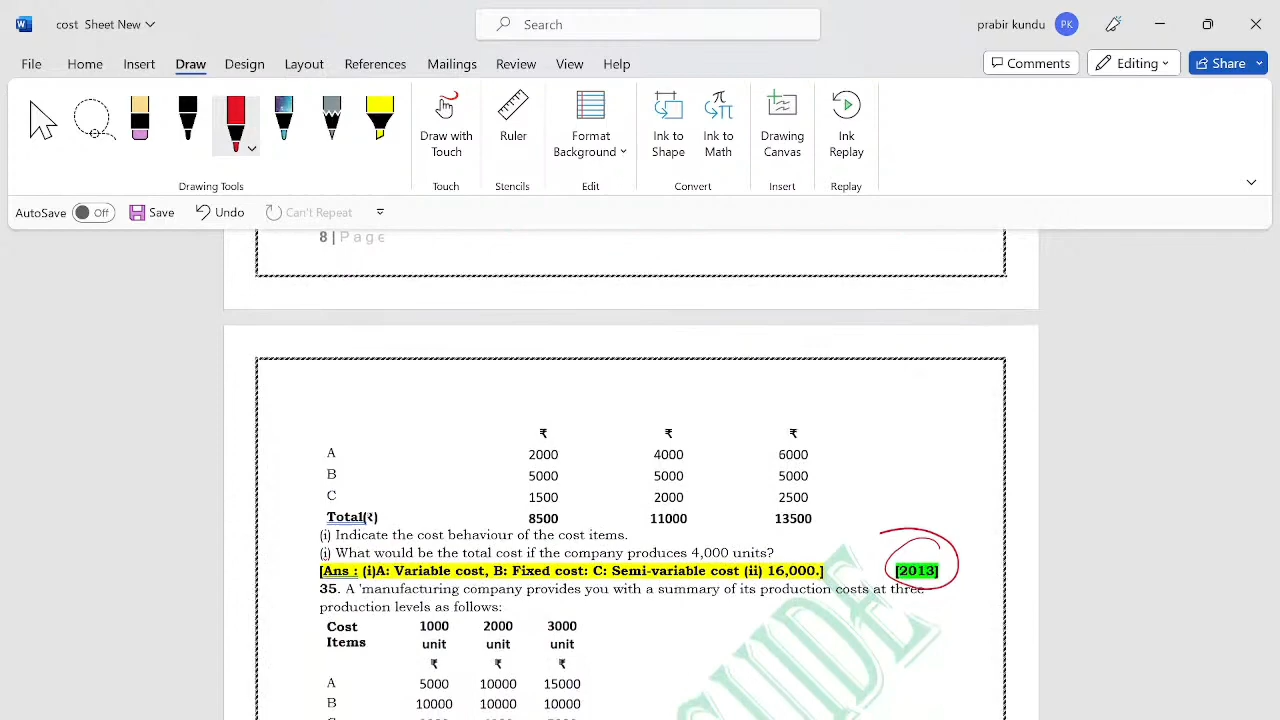 cost Sheet New
Search
prabir kundu PK
File Home Insert Draw Design Layout References Mailings Review View Help
Comments Editing Share
Draw with Touch
Ruler
Format Background
Ink to Shape
Ink to Math
Drawing Canvas
Ink Replay
Drawing Tools Touch Stencils Edit Convert Insert Replay
AutoSave Off Save Undo Can't Repeat
8 | Page
₹ ₹ ₹
A 2000 4000 6000
B 5000 5000 5000
C 1500 2000 2500
Total(₹) 8500 11000 13500
(i) Indicate the cost behaviour of the cost items.
(j) What would be the total cost if the company produces 4,000 units?
[Ans : (i)A: Variable cost, B: Fixed cost: C: Semi-variable cost (ii) 16,000.] [2013]
35. A 'manufacturing company provides you with a summary of its production costs at three
production levels as follows:
Cost Items 1000 unit 2000 unit 3000 unit
₹ ₹ ₹
A 5000 10000 15000
B 10000 10000 10000
GUIDE